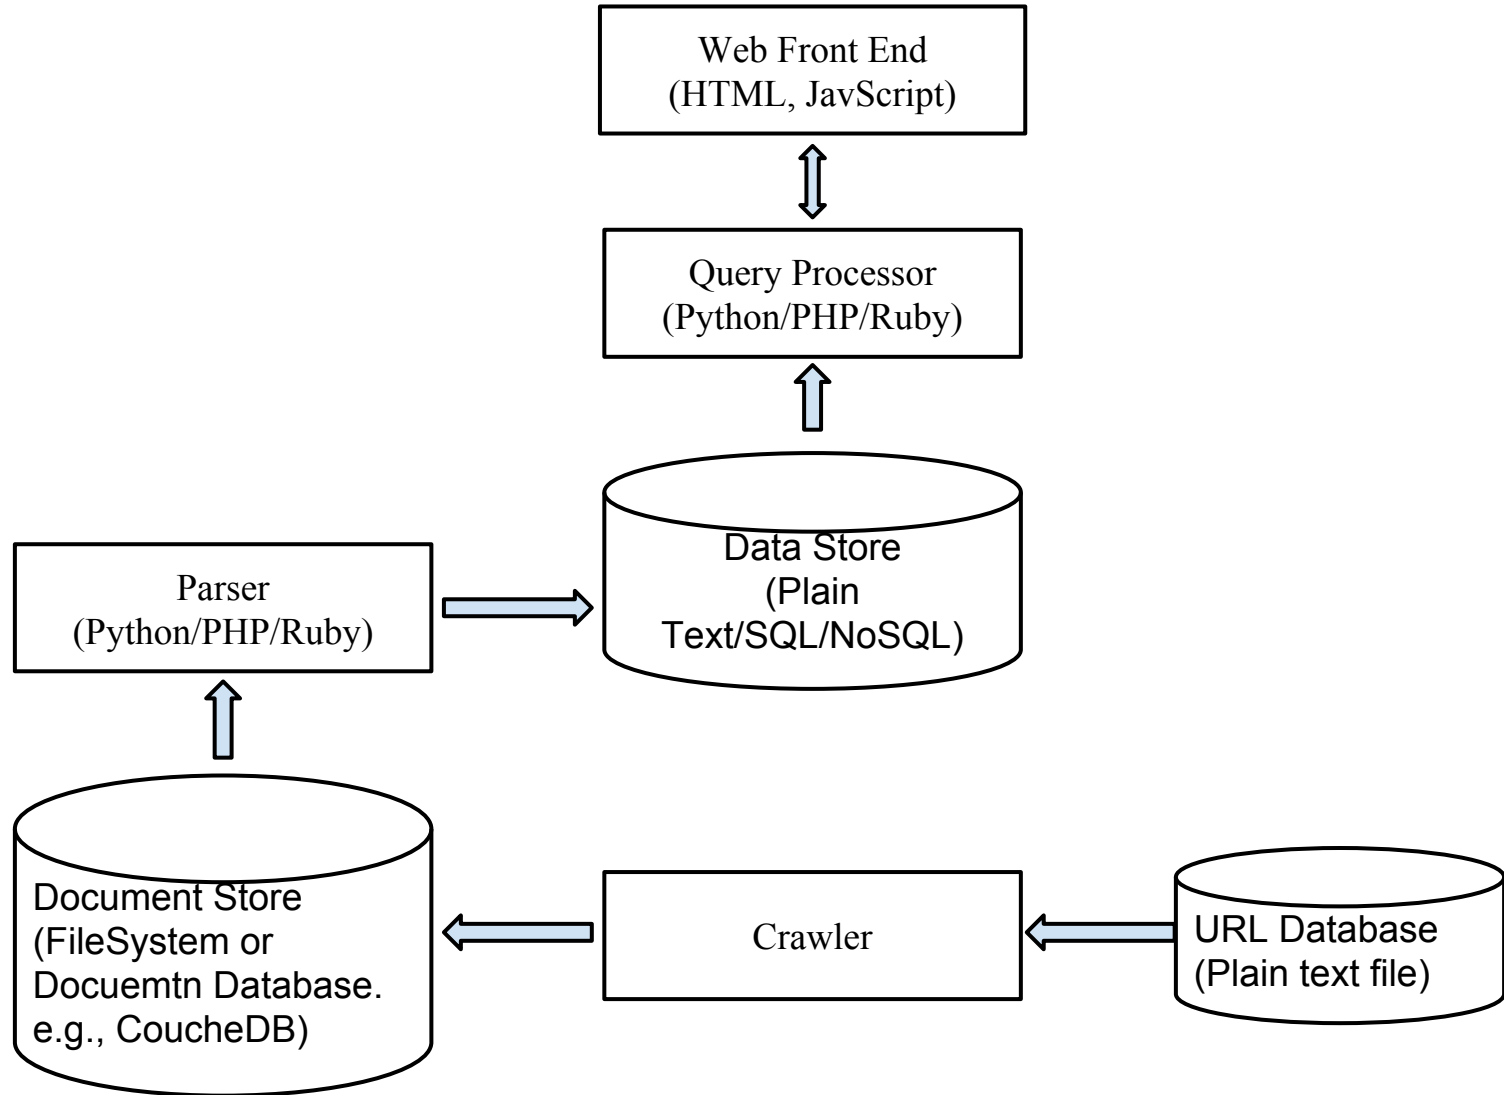 Web Front End
(HTML, JavScript)
Query Processor
(Python/PHP/Ruby)
Data Store
(Plain
Text/SQL/NoSQL)
Parser
(Python/PHP/Ruby)
Document Store
(FileSystem or
Docuemtn Database.
e.g., CoucheDB)
Crawler
URL Database
(Plain text file)